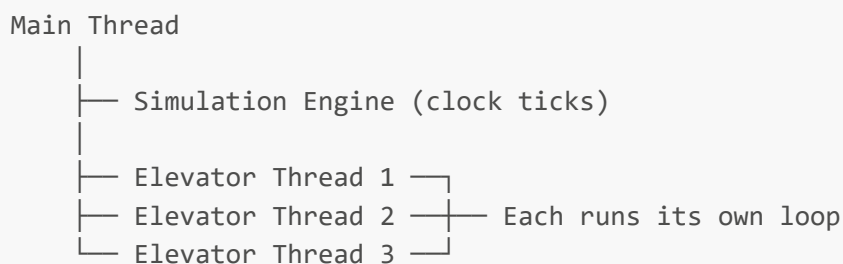 Main Thread
Simulation Engine (clock ticks)
Elevator Thread 1
Elevator Thread 2 Each runs its own loop
Elevator Thread 3